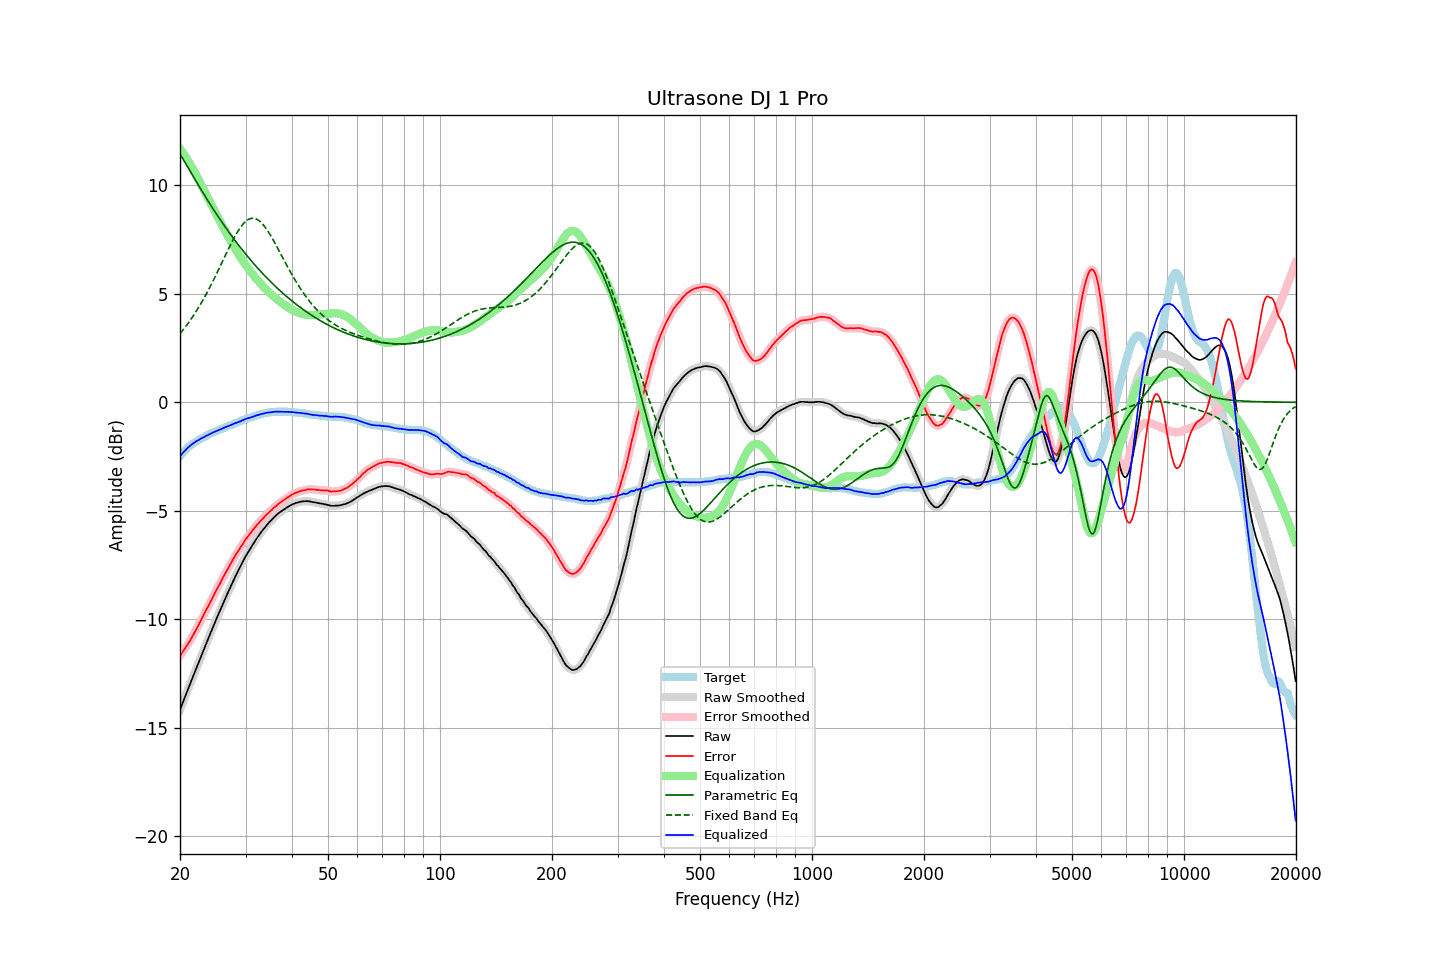 Ultrasone DJ 1 Pro
Amplitude (dBr)
10
5
0
−5
−10
−15
−20
Target
Raw Smoothed
Error Smoothed
Raw
Error
Equalization
Parametric Eq
Fixed Band Eq
Equalized
20 50 100 200 500 1000 2000 5000 10000 20000
Frequency (Hz)